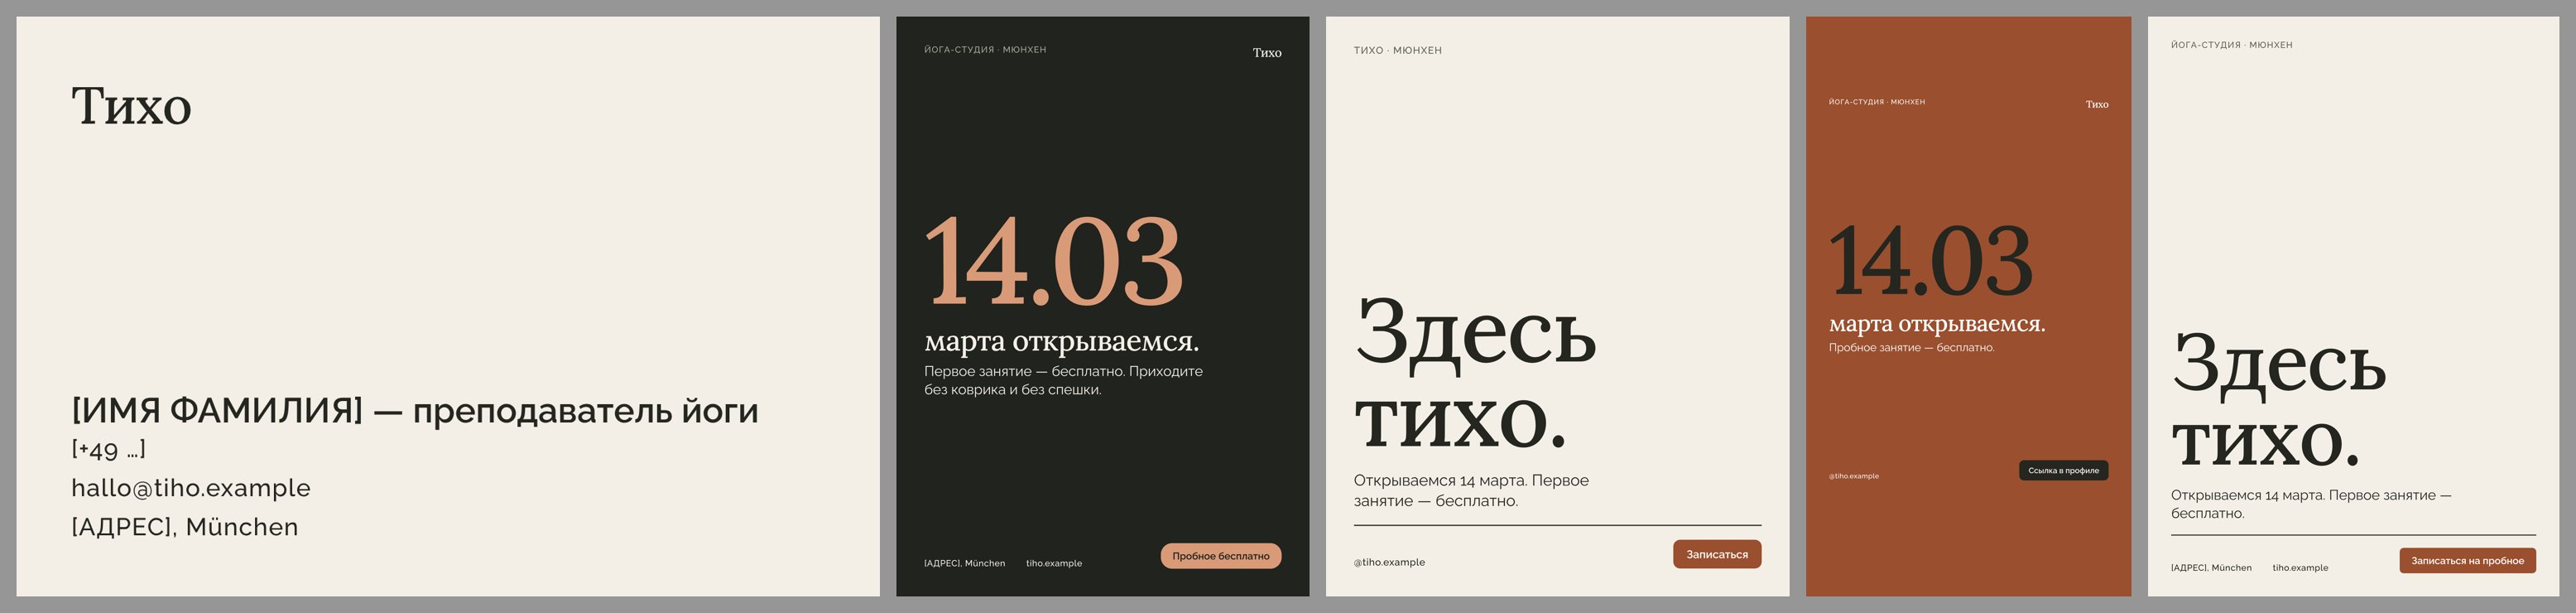 Тихо
[ИМЯ ФАМИЛИЯ] — преподаватель йоги
[+49 …]
hallo@tiho.example
[АДРЕС], München
ЙОГА-СТУДИЯ · МЮНХЕН
Тихо
14.03
марта открываемся.
Первое занятие — бесплатно. Приходите
без коврика и без спешки.
[АДРЕС], München
tiho.example
Пробное бесплатно
ТИХО · МЮНХЕН
Здесь
тихо.
Открываемся 14 марта. Первое
занятие — бесплатно.
@tiho.example
Записаться
ЙОГА-СТУДИЯ · МЮНХЕН
Тихо
14.03
марта открываемся.
Пробное занятие — бесплатно.
@tiho.example
Ссылка в профиле
ЙОГА-СТУДИЯ · МЮНХЕН
Здесь
тихо.
Открываемся 14 марта. Первое занятие —
бесплатно.
[АДРЕС], München
tiho.example
Записаться на пробное